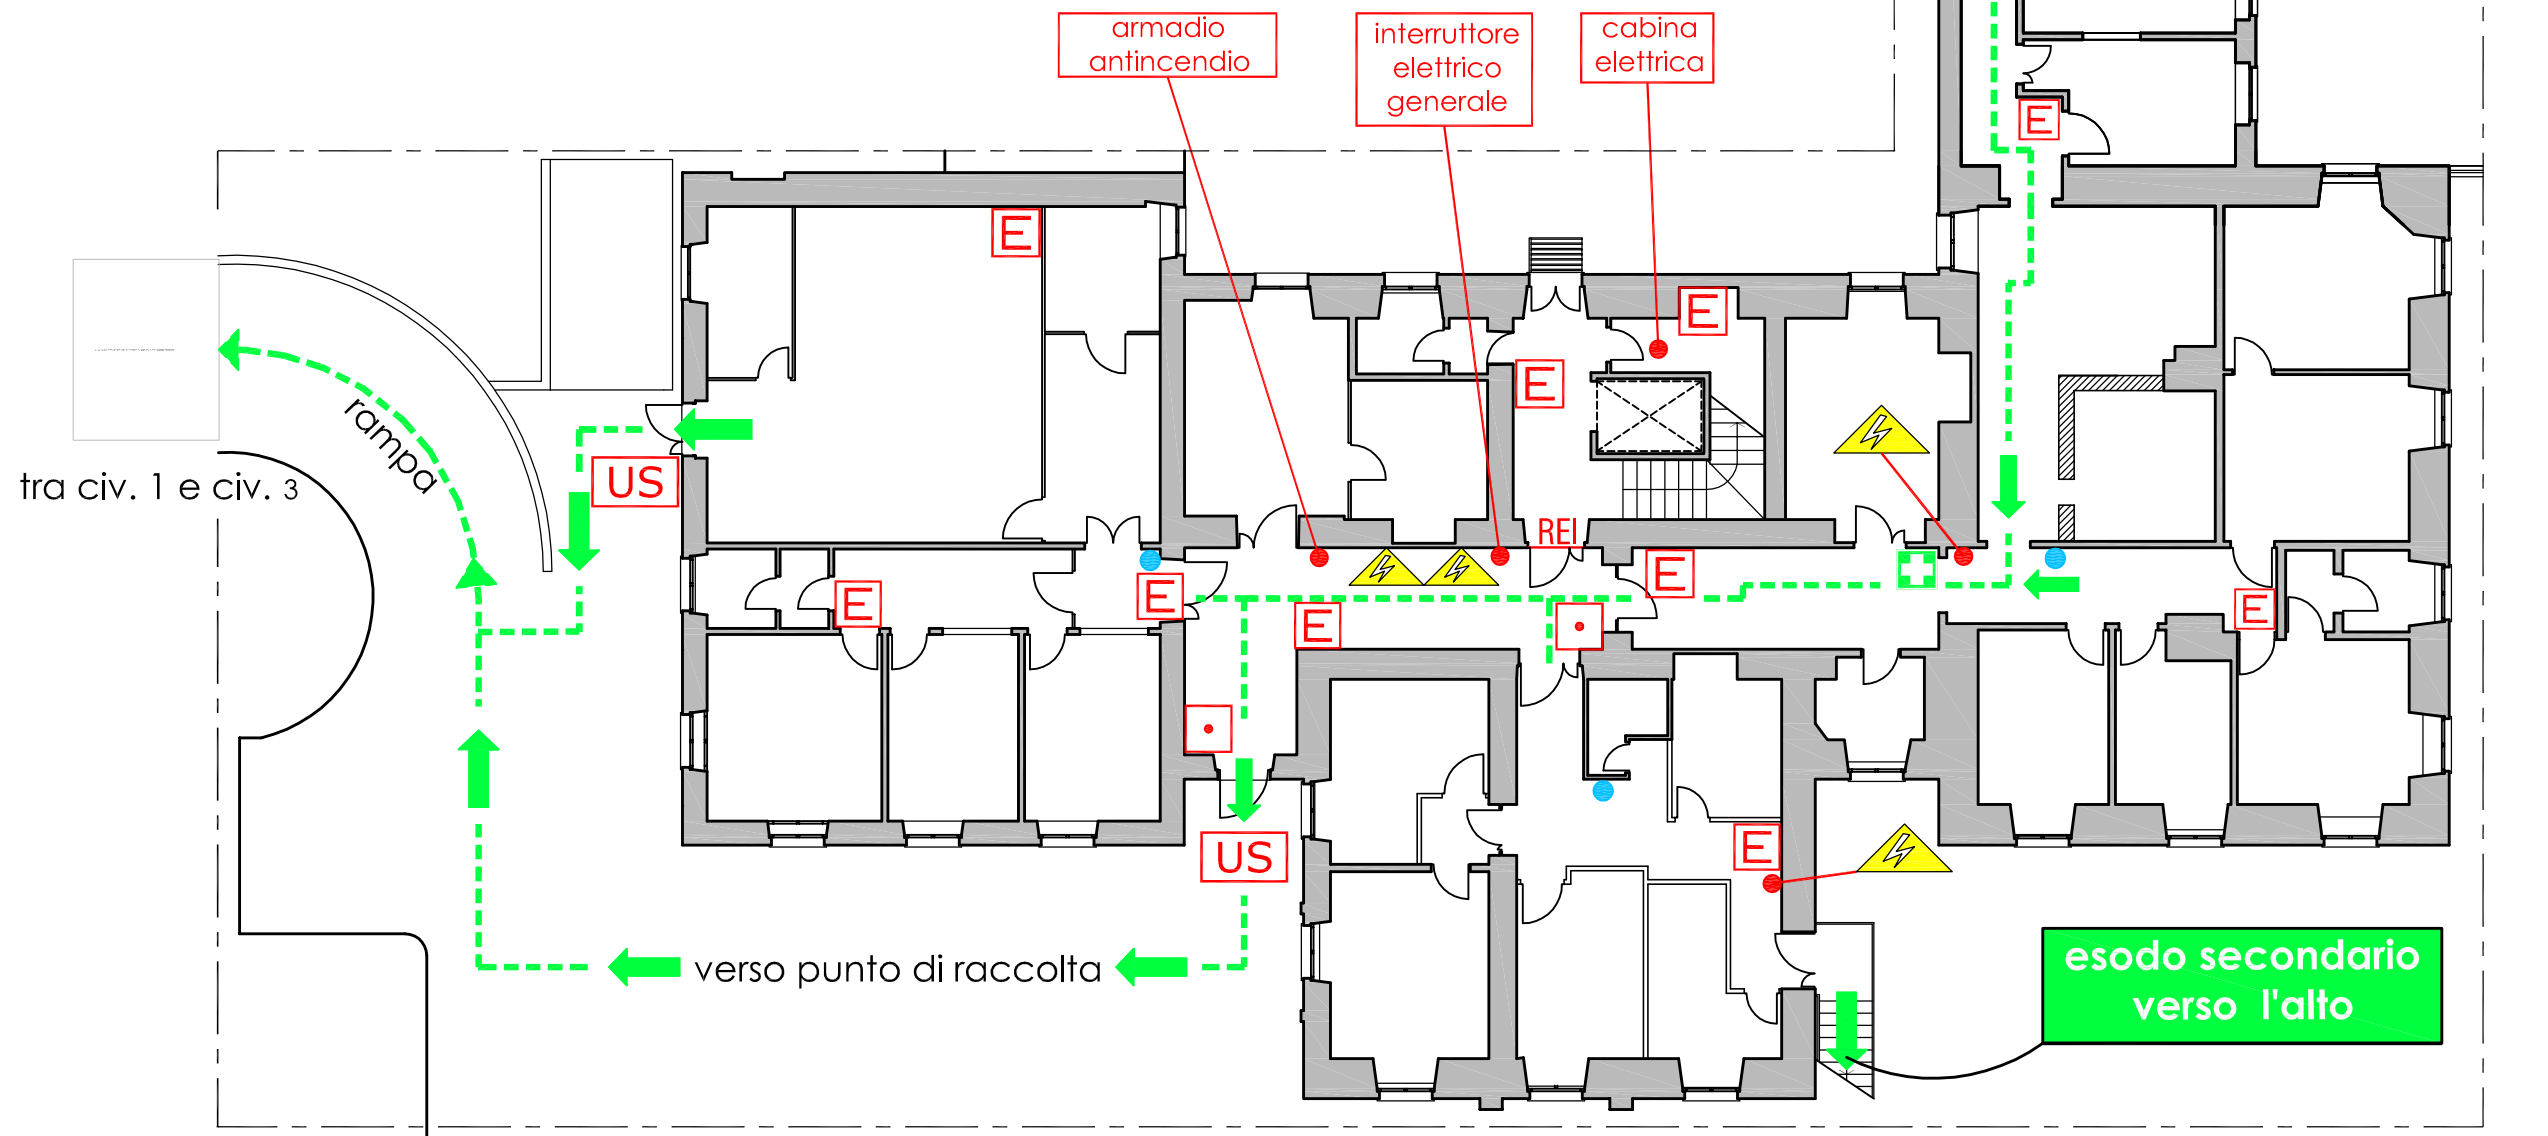 armadio
antincendio
interruttore
elettrico
generale
cabina
elettrica
E
E
E
E
rampa
tra civ. 1 e civ. 3
US
REI
E
E
E
E
E
US
E
verso punto di raccolta
esodo secondario
verso l'alto